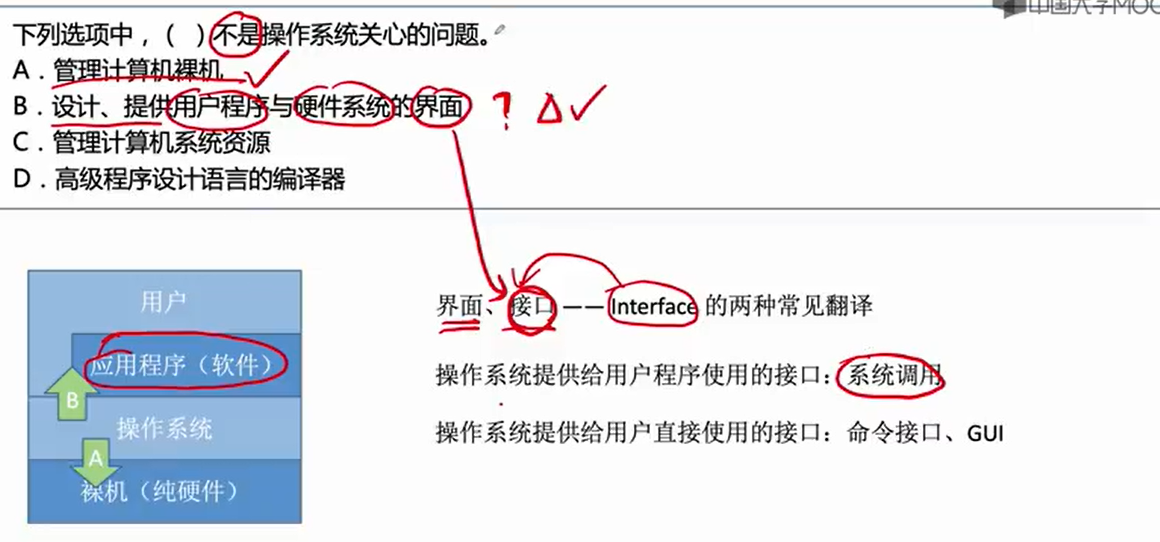 中国大学MOOC
下列选项中，（ ）不是操作系统关心的问题。
A．管理计算机裸机
B．设计、提供用户程序与硬件系统的界面 ? Δ✓
C．管理计算机系统资源
D．高级程序设计语言的编译器
用户
应用程序（软件）
B
操作系统
A
裸机（纯硬件）
界面、接口 —— Interface 的两种常见翻译
操作系统提供给用户程序使用的接口：系统调用
操作系统提供给用户直接使用的接口：命令接口、GUI